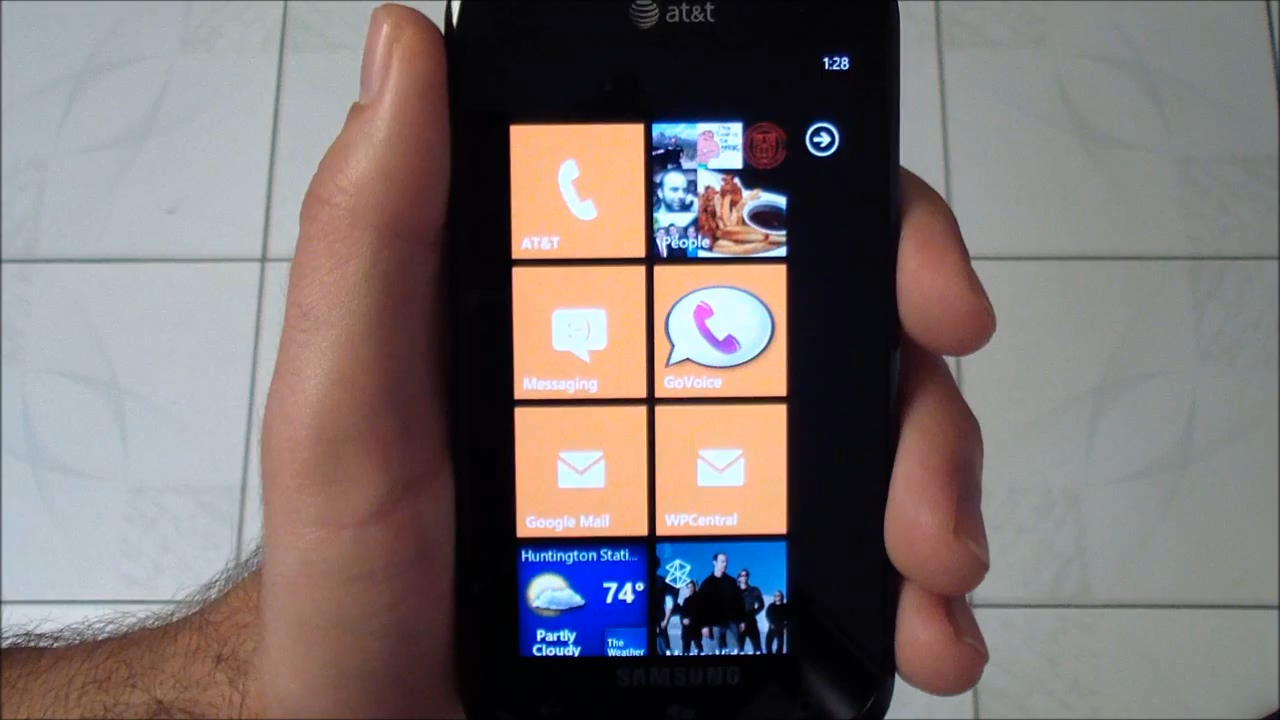 at&t
1:28
AT&T
People
:-)
Messaging
GoVoice
Google Mail
WPCentral
Huntington Stati...
74°
Partly
Cloudy
The
Weather
SAMSUNG